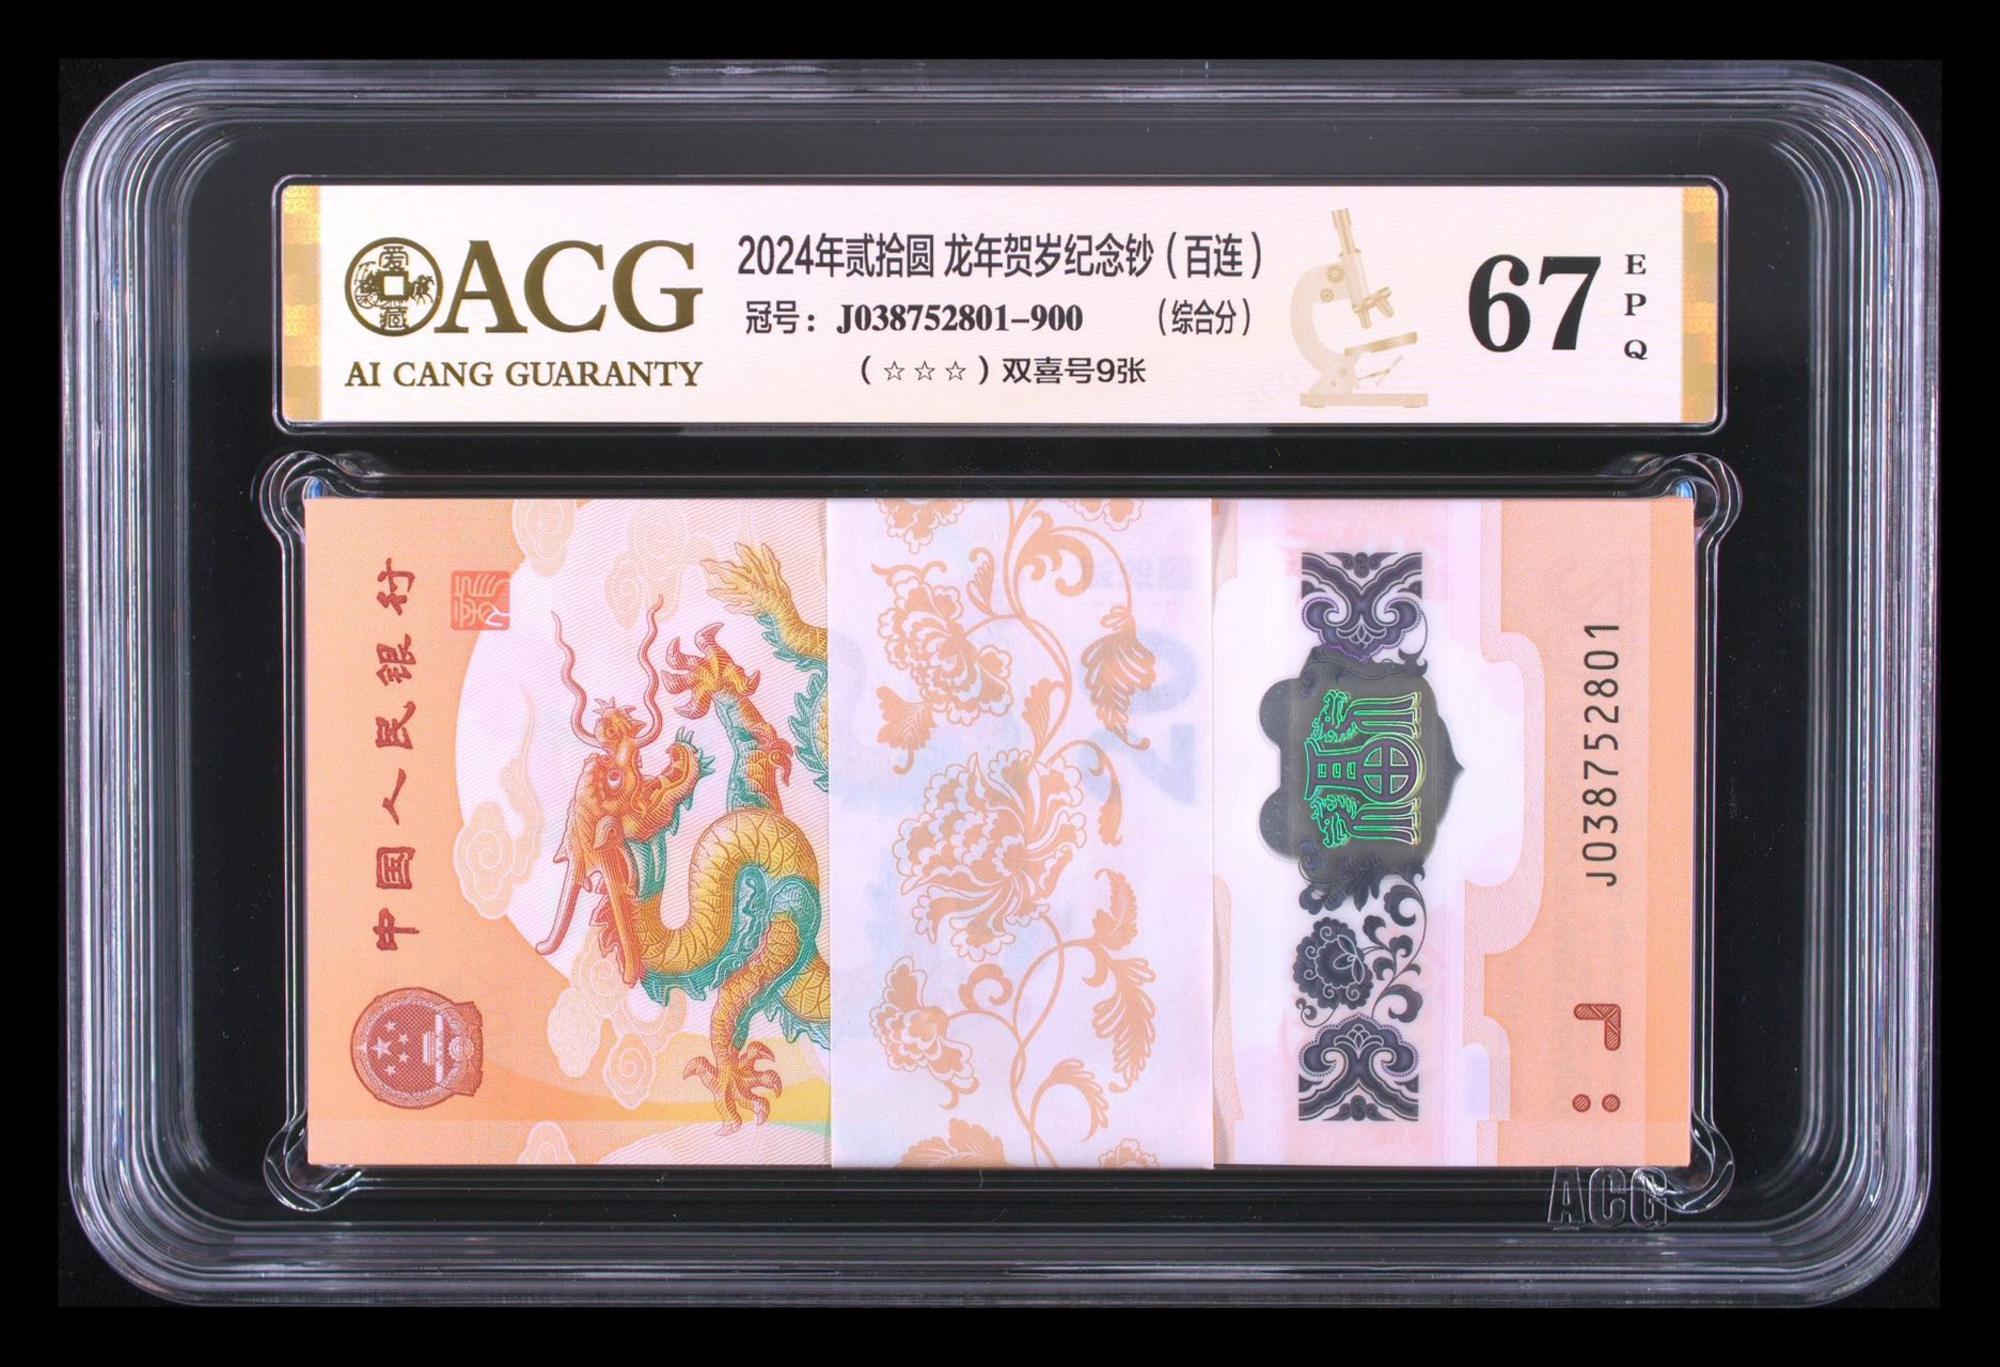 ACG
AI CANG GUARANTY
2024年贰拾圆 龙年贺岁纪念钞（百连）
冠号：J038752801-900 （综合分）
（☆☆☆）双喜号9张
67
EPQ
中国人民银行
J038752801
ACG